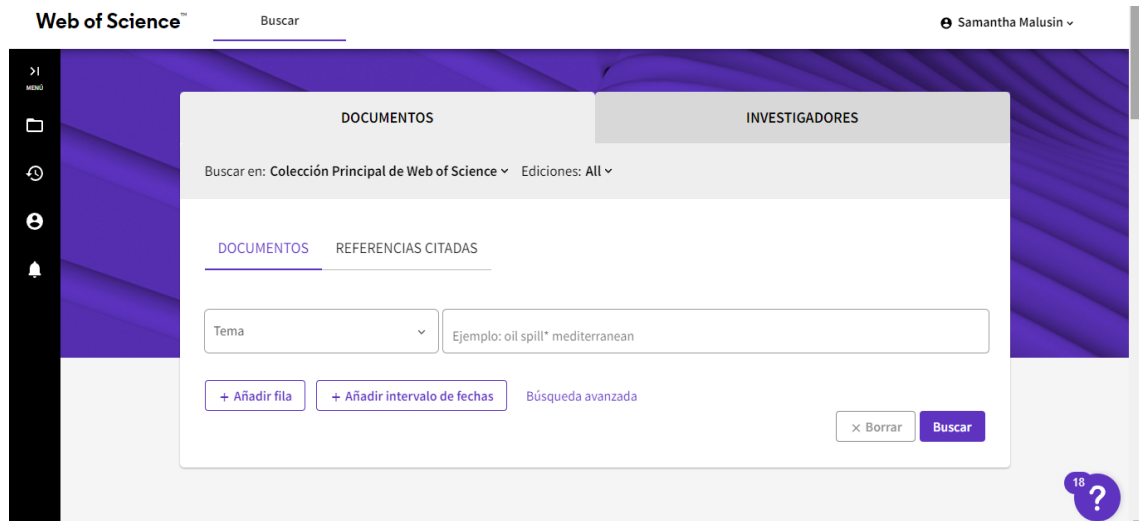 Web of Science™
Buscar
Samantha Malusin
MENÚ
DOCUMENTOS
INVESTIGADORES
Buscar en: Colección Principal de Web of Science Ediciones: All
DOCUMENTOS REFERENCIAS CITADAS
Tema
Ejemplo: oil spill* mediterranean
+ Añadir fila + Añadir intervalo de fechas Búsqueda avanzada
× Borrar Buscar
18
?